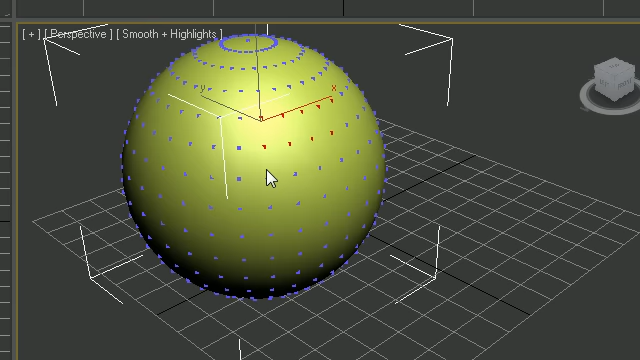 [ + ] [ Perspective ] [ Smooth + Highlights ]
y
x